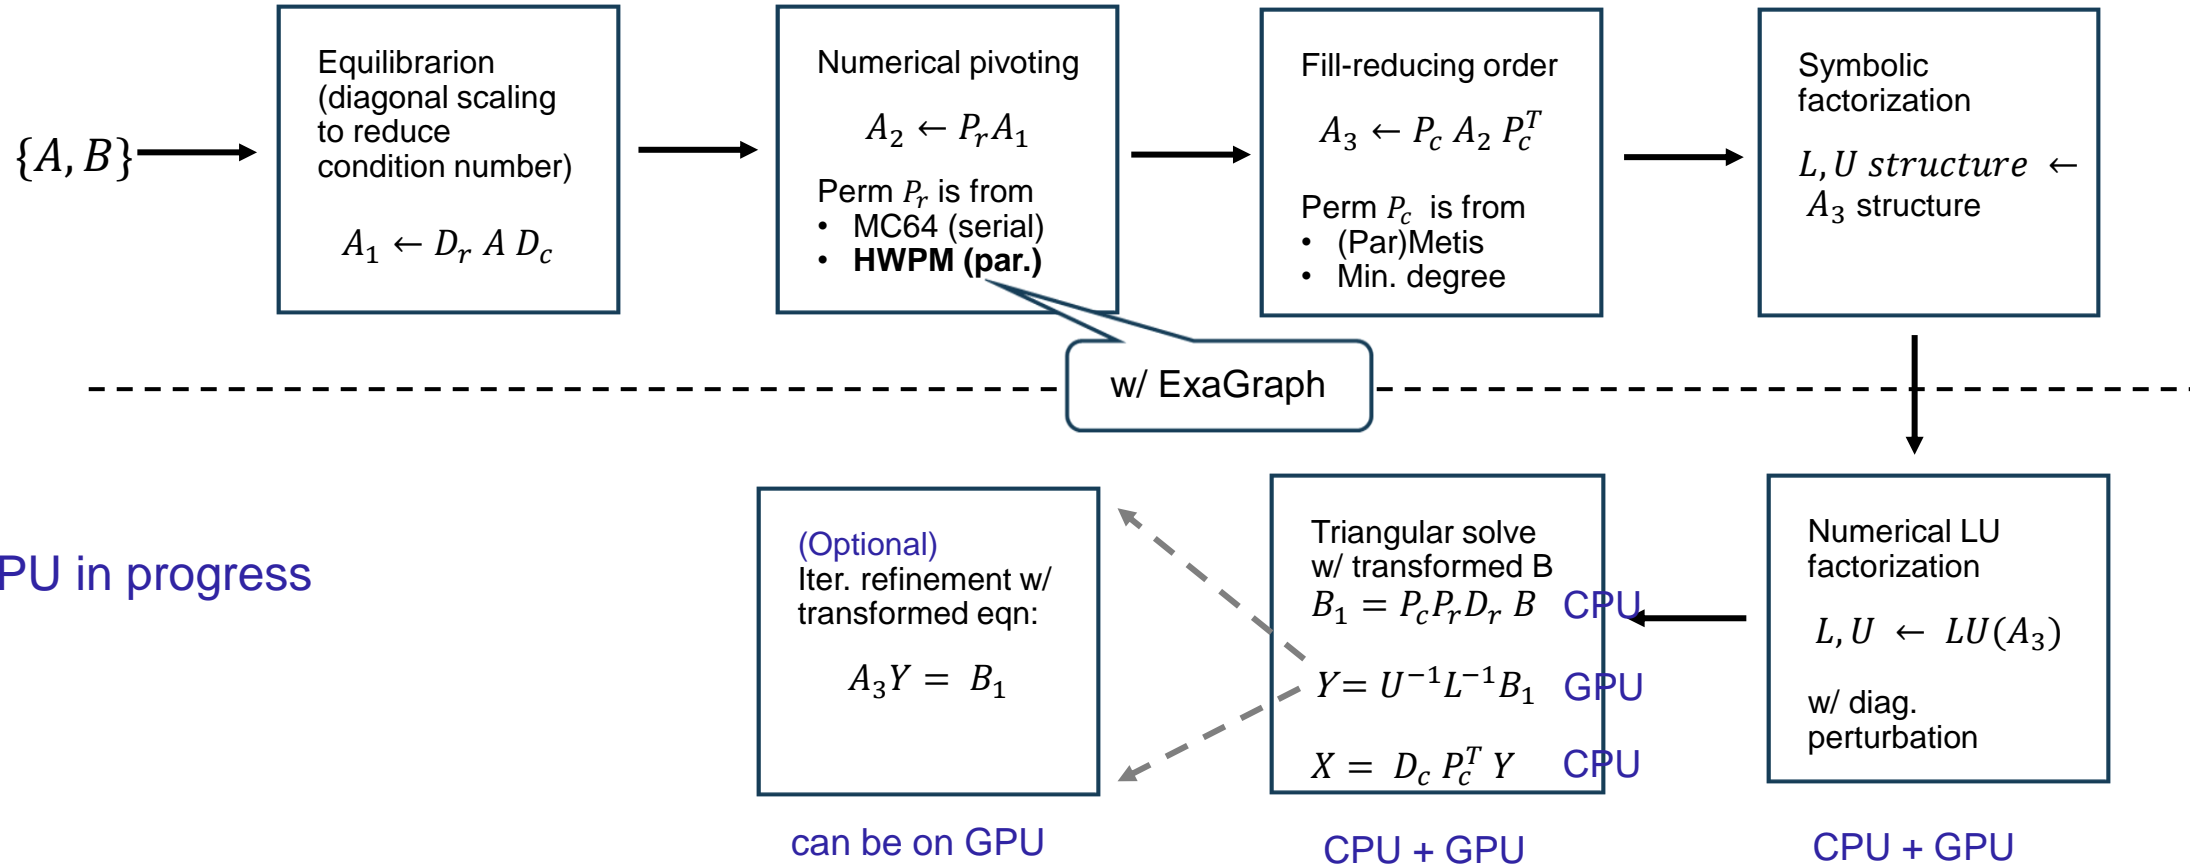 {A, B}
Equilibrarion
(diagonal scaling
to reduce
condition number)
A₁ ← D_r A D_c
Numerical pivoting
A₂ ← P_r A₁
Perm P_r is from
• MC64 (serial)
• HWPM (par.)
Fill-reducing order
A₃ ← P_c A₂ P_c^T
Perm P_c is from
• (Par)Metis
• Min. degree
Symbolic
factorization
L, U structure ←
A₃ structure
w/ ExaGraph
PU in progress
(Optional)
Iter. refinement w/
transformed eqn:
A₃Y = B₁
can be on GPU
Triangular solve
w/ transformed B
B₁ = P_c P_r D_r B CPU
Y= U⁻¹L⁻¹B₁ GPU
X = D_c P_c^T Y CPU
CPU + GPU
Numerical LU
factorization
L, U ← LU(A₃)
w/ diag.
perturbation
CPU + GPU